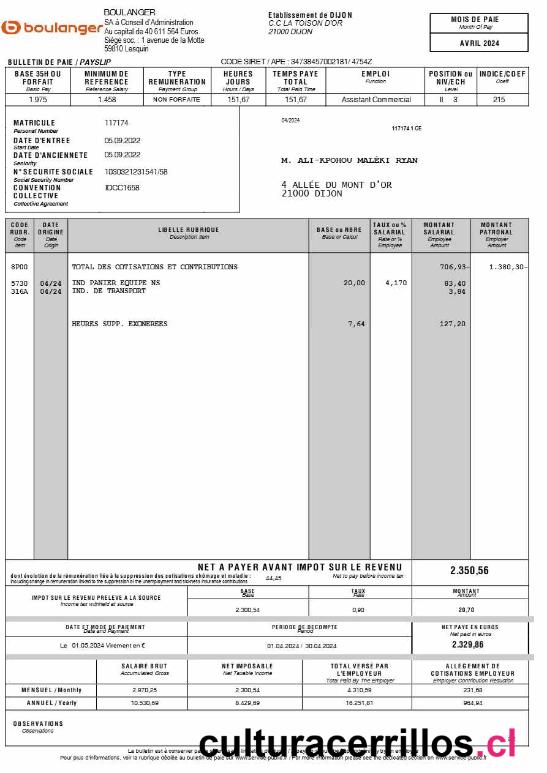 boulanger
BOULANGER
SA à Conseil d'Administration
Au capital de 40 611 564 Euros
Siège soc. : 1 avenue de la Motte
59810 Lesquin
Etablissement de DIJON
C.C LA TOISON D'OR
21000 DIJON
MOIS DE PAIE
Month Of Pay
AVRIL 2024
BULLETIN DE PAIE / PAYSLIP
CODE SIRET / APE : 34738457002181/ 4754Z
BASE 35H OU FORFAIT Basic Pay
MINIMUM DE REFERENCE Reference Salary
TYPE REMUNERATION Payment Group
HEURES JOURS Hours / Days
TEMPS PAYE TOTAL Total Paid Time
EMPLOI Function
POSITION ou NIV/ECH Level
INDICE/COEF Coeff
1.975 1.458 NON FORFAITE 151,67 151,67 Assistant Commercial II 3 215
MATRICULE 117174
Personal Number
DATE D'ENTREE 05.09.2022
Start Date
DATE D'ANCIENNETE 05.09.2022
Seniority
N° SECURITE SOCIALE 1030321231541/58
Social Security Number
CONVENTION IDCC1658
COLLECTIVE
Collective Agreement
04/2024
117174 1 CE
M. ALI-KPOHOU MALÉKI RYAN
4 ALLÉE DU MONT D'OR
21000 DIJON
CODE RUBR. Code Item
DATE ORIGINE Date Origin
LIBELLE RUBRIQUE Description Item
BASE ou NBRE Base or Calcul
TAUX ou % SALARIAL Rate or % Employee
MONTANT SALARIAL Employee Amount
MONTANT PATRONAL Employer Amount
8P00 TOTAL DES COTISATIONS ET CONTRIBUTIONS 706,93- 1.380,30-
5730 04/24 IND PANIER EQUIPE NS 20,00 4,170 83,40
316A 04/24 IND. DE TRANSPORT 3,84
HEURES SUPP. EXONEREES 7,64 127,20
NET A PAYER AVANT IMPOT SUR LE REVENU 2.350,56
dont évolution de la rémunération liée à la suppression des cotisations chômage et maladie : 44,45 Net to pay before income tax
Including change in remuneration linked to the suppression of the unemployment and sickness insurance contributions
IMPOT SUR LE REVENU PRELEVE A LA SOURCE
Income tax withheld at source
BASE Base
TAUX Rate
MONTANT Amount
2.300,54 0,90 20,70
DATE ET MODE DE PAIEMENT
Date and Payment
PERIODE DE DECOMPTE
Period
NET PAYE EN EUROS
Net paid in euros
Le 01.05.2024 Virement en € 01.04.2024 / 30.04.2024 2.329,86
SALAIRE BRUT Accumulated Gross
NET IMPOSABLE Net Taxable Income
TOTAL VERSE PAR L'EMPLOYEUR Total Paid By The Employer
ALLEGEMENT DE COTISATIONS EMPLOYEUR Employer Contribution Reduction
MENSUEL / Monthly 2.970,25 2.300,54 4.310,59 231,68
ANNUEL / Yearly 10.530,69 8.429,69 16.251,81 964,94
OBSERVATIONS
Observations
culturacerrillos.cl
La bulletin est à conserver
Pour plus d'informations, voir la rubrique dédiée au bulletin de paie sur www.service-public.fr / For more information please see the dedicated section on www.service-public.fr